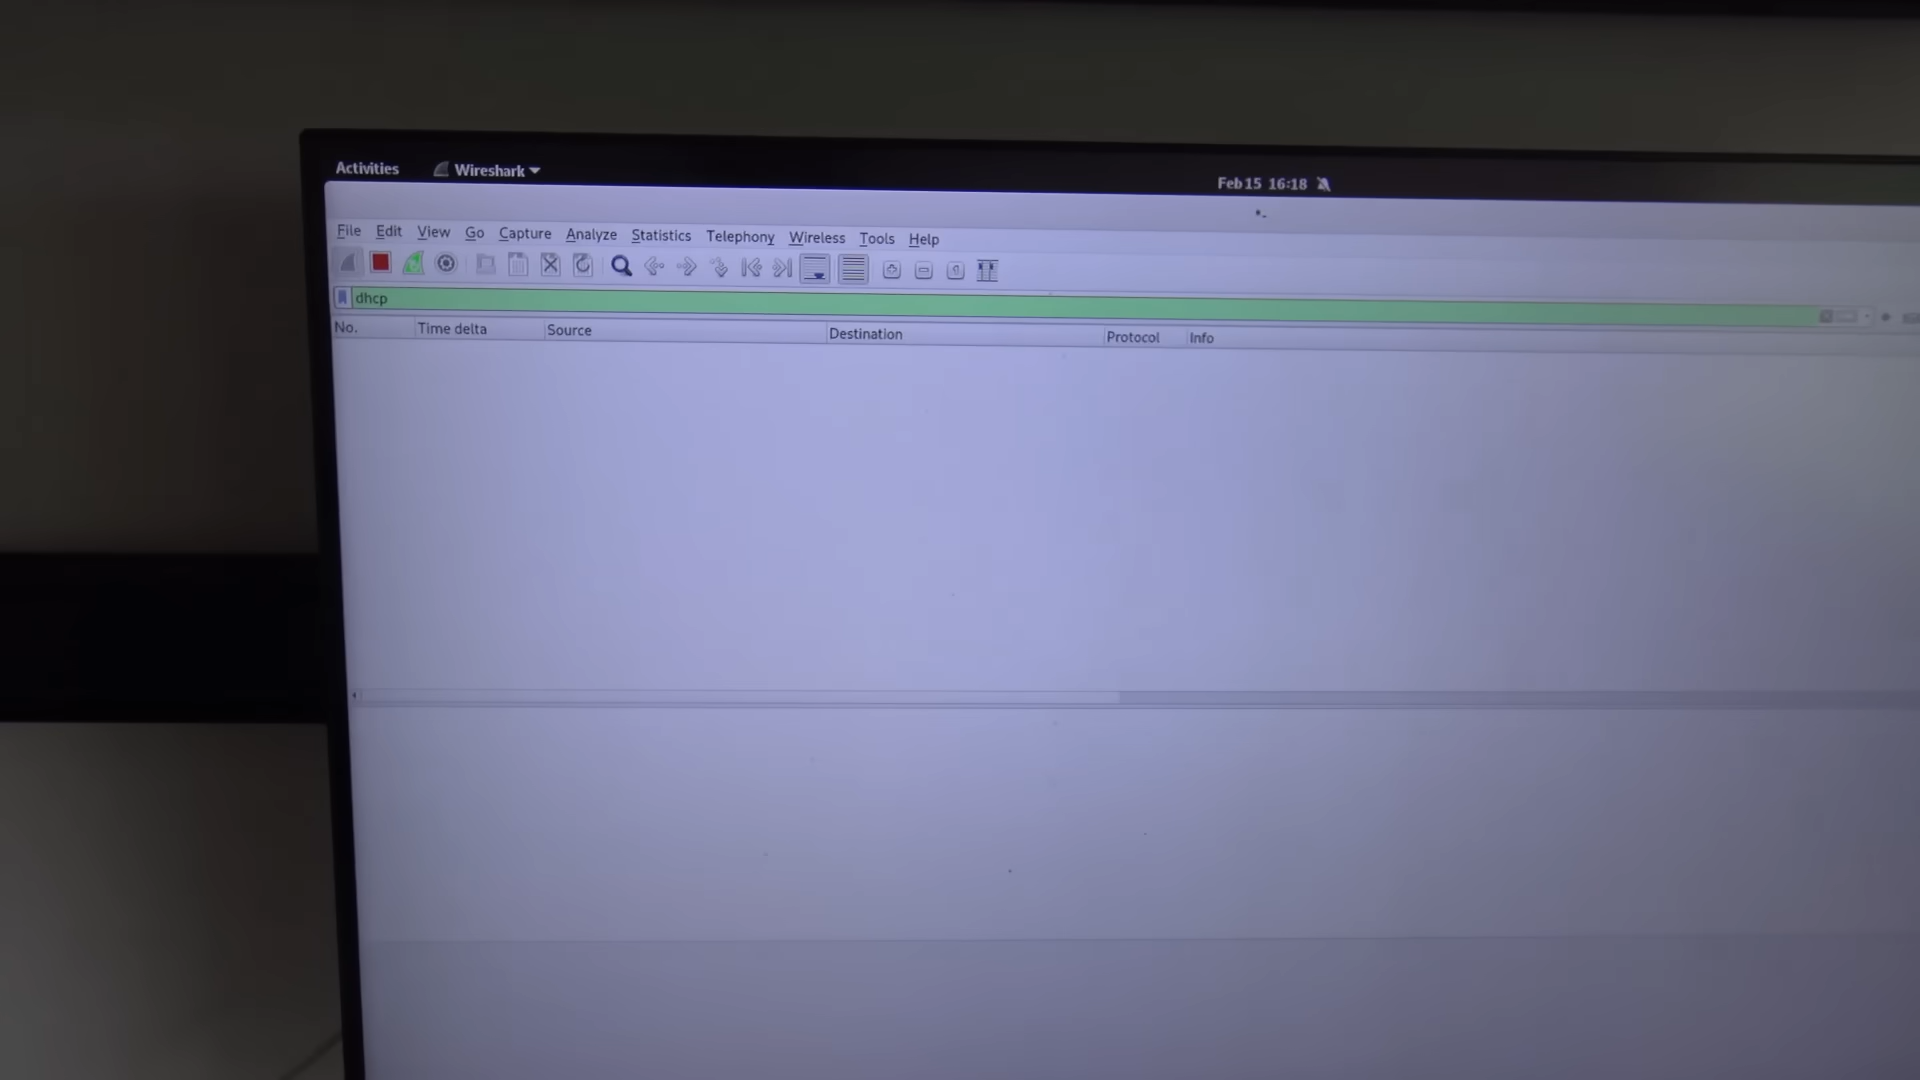 Activities Wireshark Feb 15 16:18
File Edit View Go Capture Analyze Statistics Telephony Wireless Tools Help
dhcp
No. Time delta Source Destination Protocol Info